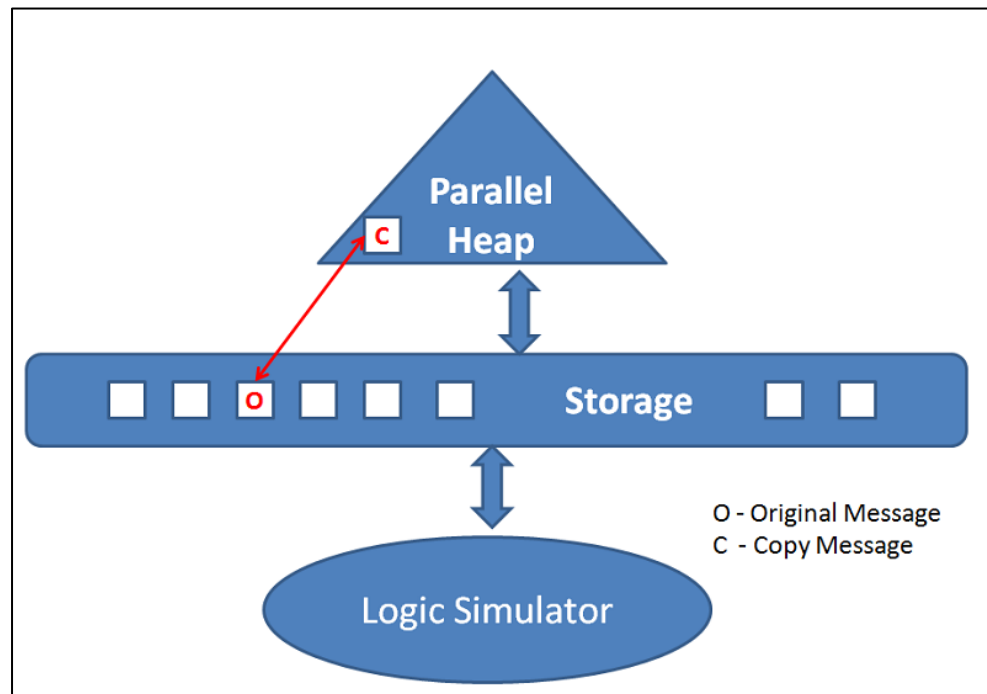 Parallel
Heap
C
O
Storage
O - Original Message
C - Copy Message
Logic Simulator